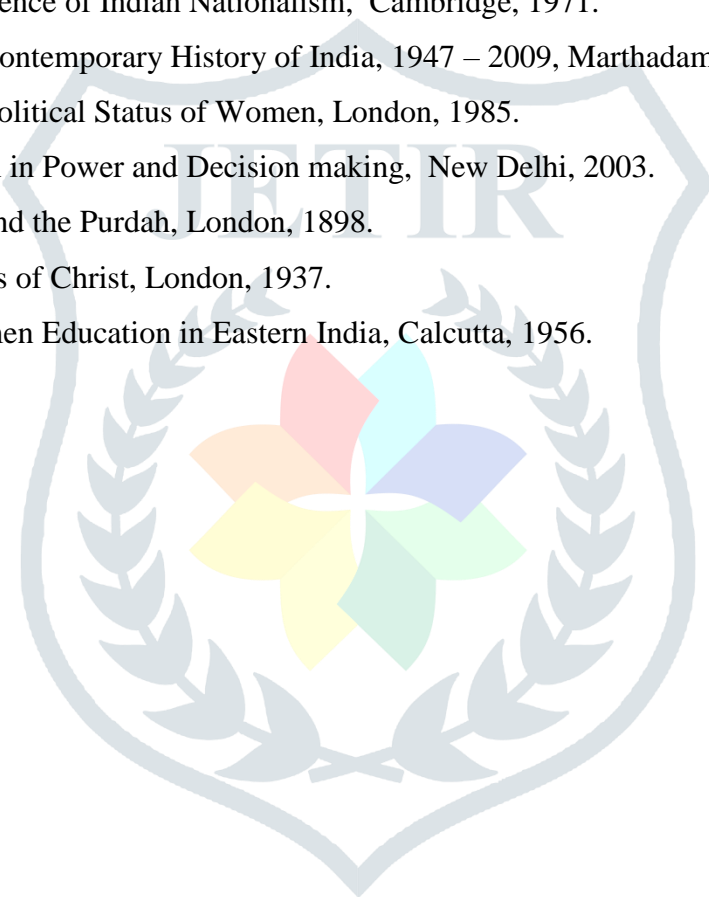 ence of Indian Nationalism, Cambridge, 1971.
ontemporary History of India, 1947 – 2009, Marthadam
olitical Status of Women, London, 1985.
in Power and Decision making, New Delhi, 2003.
nd the Purdah, London, 1898.
s of Christ, London, 1937.
en Education in Eastern India, Calcutta, 1956.
JETIR